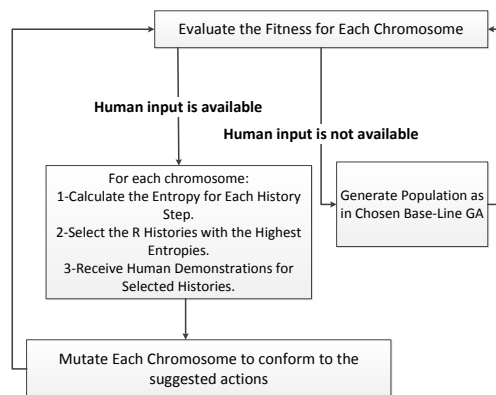 Evaluate the Fitness for Each Chromosome
Human input is available
Human input is not available
For each chromosome:
1-Calculate the Entropy for Each History
Step.
2-Select the R Histories with the Highest
Entropies.
3-Receive Human Demonstrations for
Selected Histories.
Generate Population as
in Chosen Base-Line GA
Mutate Each Chromosome to conform to the
suggested actions